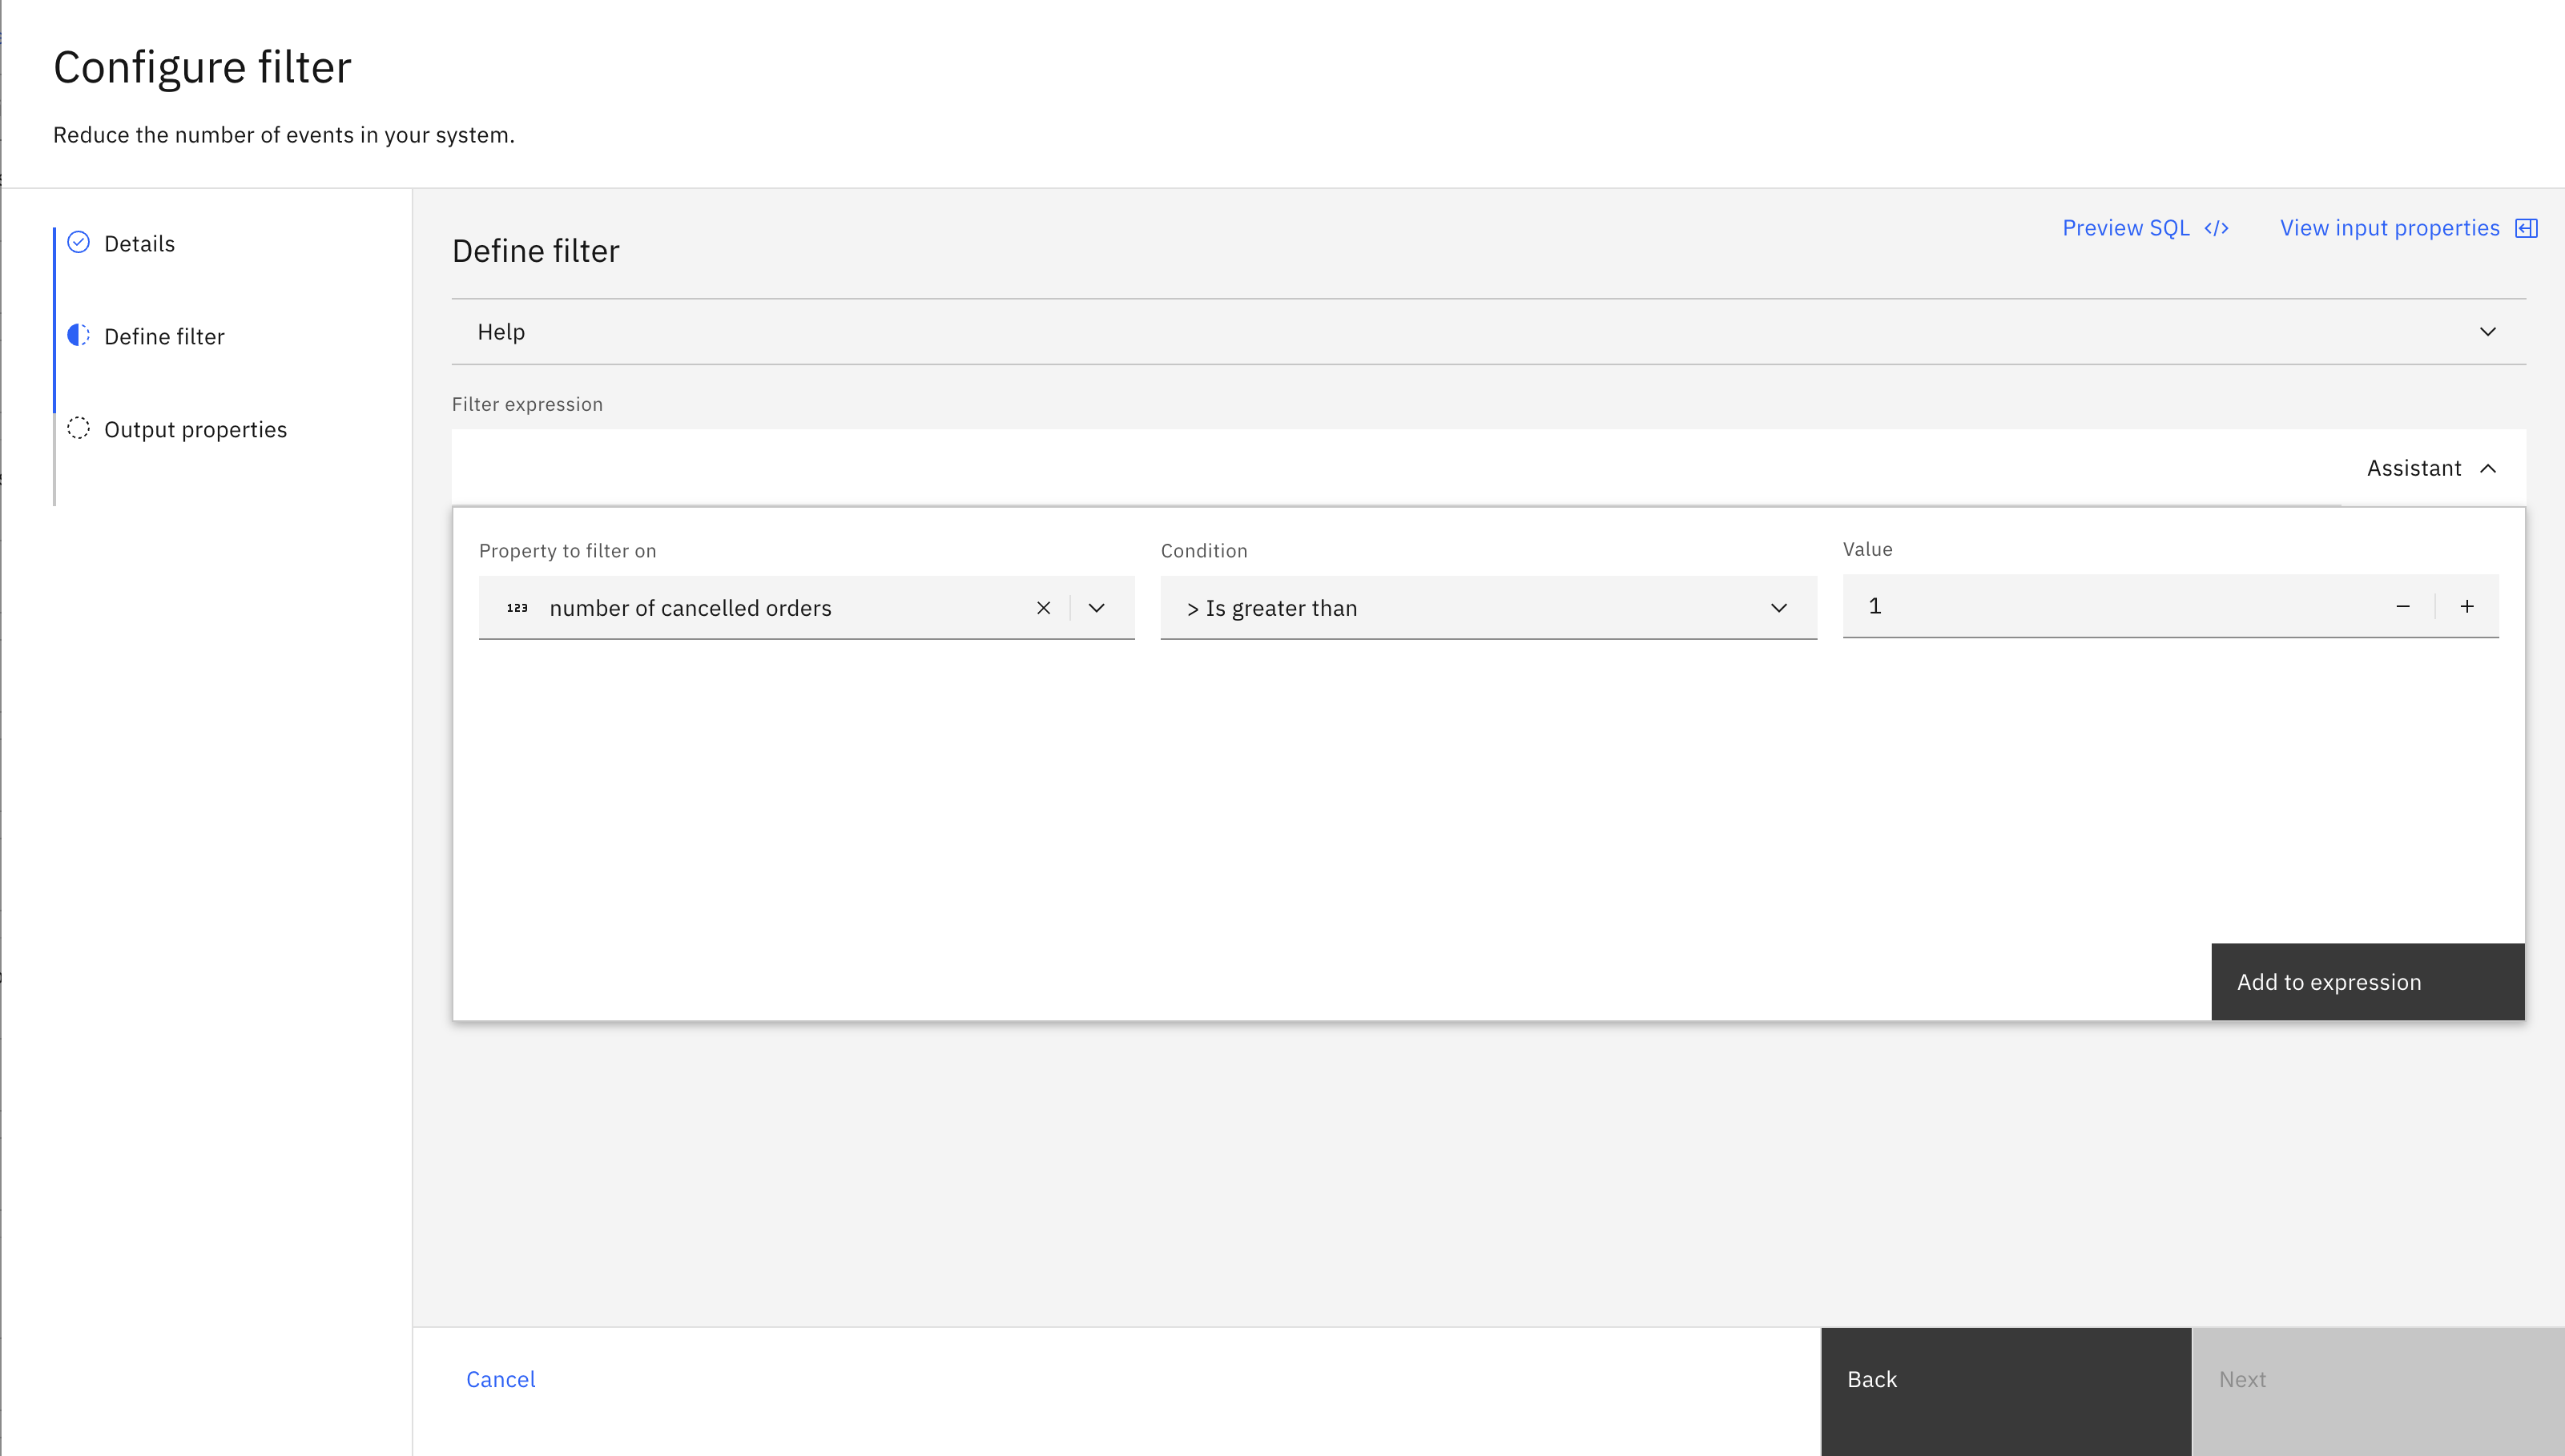 Configure filter
Reduce the number of events in your system.
Details
Define filter
Output properties
Define filter
Preview SQL </>
View input properties
Help
Filter expression
Assistant
Property to filter on
Condition
Value
123 number of cancelled orders
> Is greater than
1
Add to expression
Cancel
Back
Next